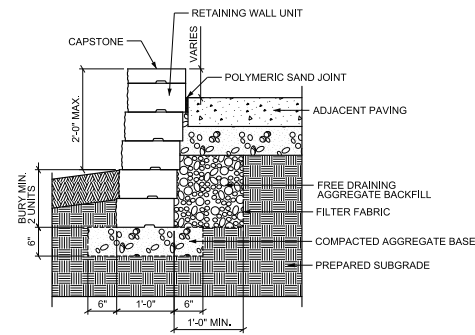 RETAINING WALL UNIT
CAPSTONE
VARIES
POLYMERIC SAND JOINT
2'-0" MAX.
ADJACENT PAVING
BURY MIN.
2 UNITS
FREE DRAINING
AGGREGATE BACKFILL
FILTER FABRIC
6"
COMPACTED AGGREGATE BASE
PREPARED SUBGRADE
6"
1'-0"
6"
1'-0" MIN.